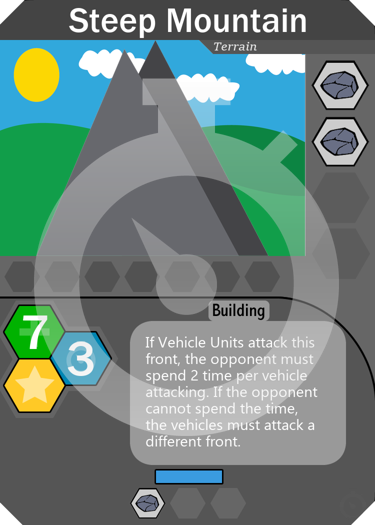 Steep Mountain
Terrain
7
3
Building
If Vehicle Units attack this
front, the opponent must
spend 2 time per vehicle
attacking. If the opponent
cannot spend the time,
the vehicles must attack a
different front.